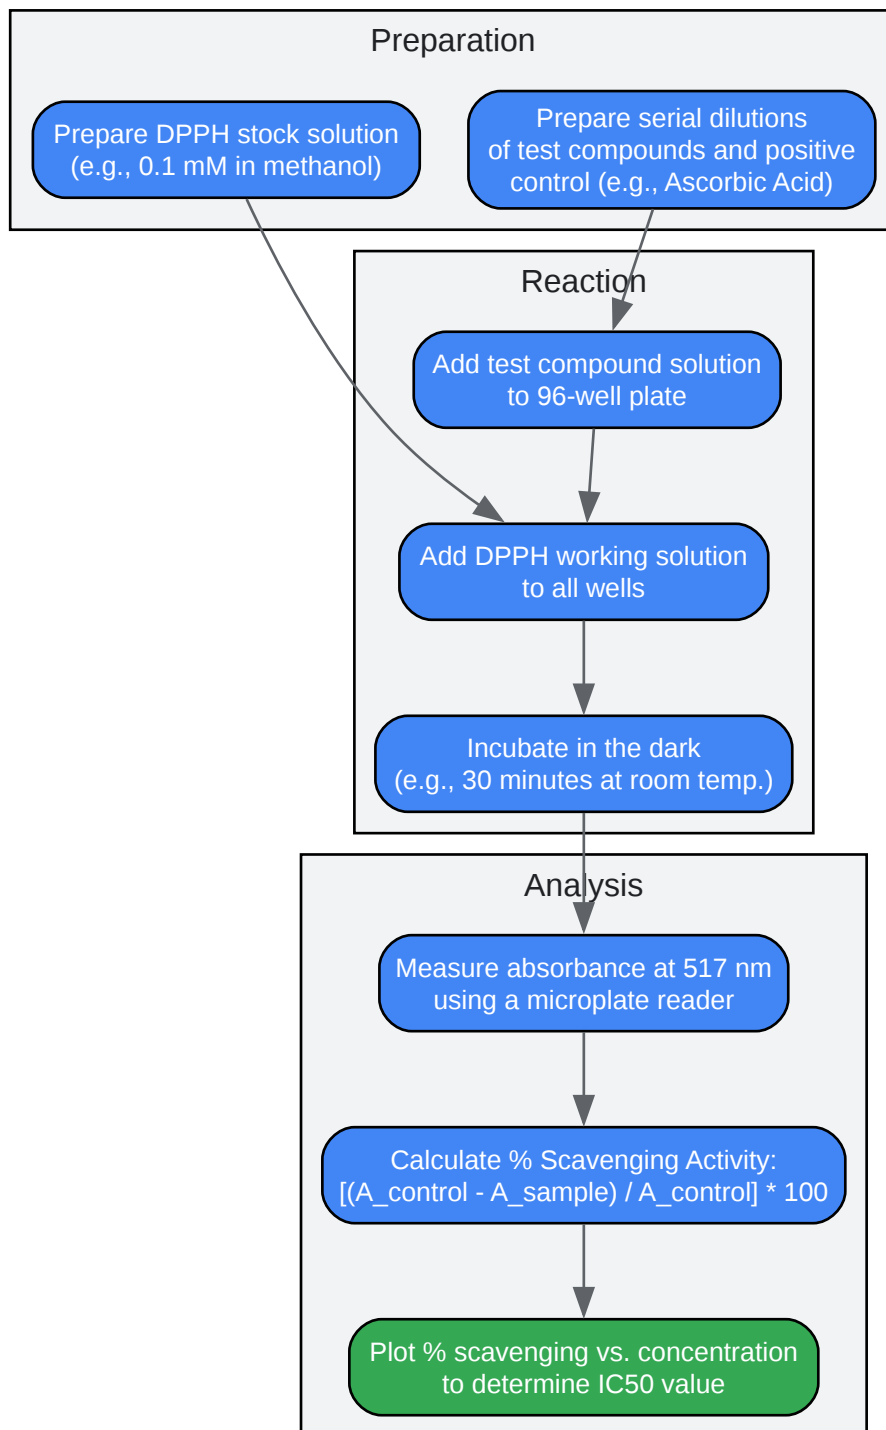 Preparation
Prepare DPPH stock solution
(e.g., 0.1 mM in methanol)
Prepare serial dilutions
of test compounds and positive
control (e.g., Ascorbic Acid)
Reaction
Add test compound solution
to 96-well plate
Add DPPH working solution
to all wells
Incubate in the dark
(e.g., 30 minutes at room temp.)
Analysis
Measure absorbance at 517 nm
using a microplate reader
Calculate % Scavenging Activity:
[(A_control - A_sample) / A_control] * 100
Plot % scavenging vs. concentration
to determine IC50 value